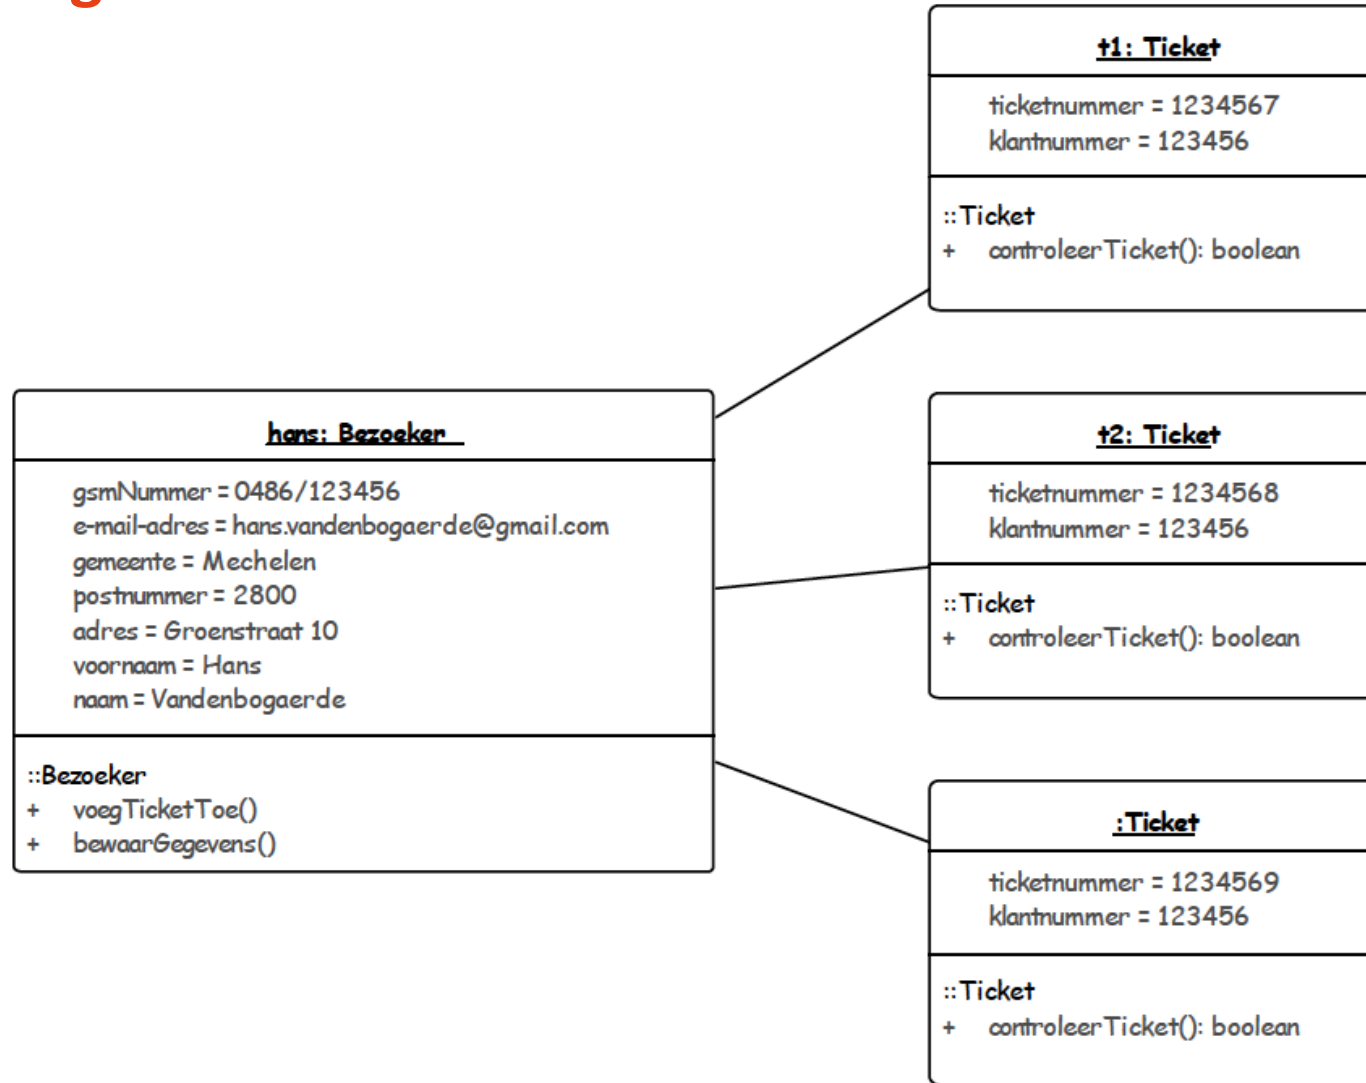 g
t1: Ticket
ticketnummer = 1234567
klantnummer = 123456
::Ticket
+ controleerTicket(): boolean
hans: Bezoeker
gsmNummer = 0486/123456
e-mail-adres = hans.vandenbogaerde@gmail.com
gemeente = Mechelen
postnummer = 2800
adres = Groenstraat 10
voornaam = Hans
naam = Vandenbogaerde
::Bezoeker
+ voegTicketToe()
+ bewaarGegevens()
t2: Ticket
ticketnummer = 1234568
klantnummer = 123456
::Ticket
+ controleerTicket(): boolean
:Ticket
ticketnummer = 1234569
klantnummer = 123456
::Ticket
+ controleerTicket(): boolean